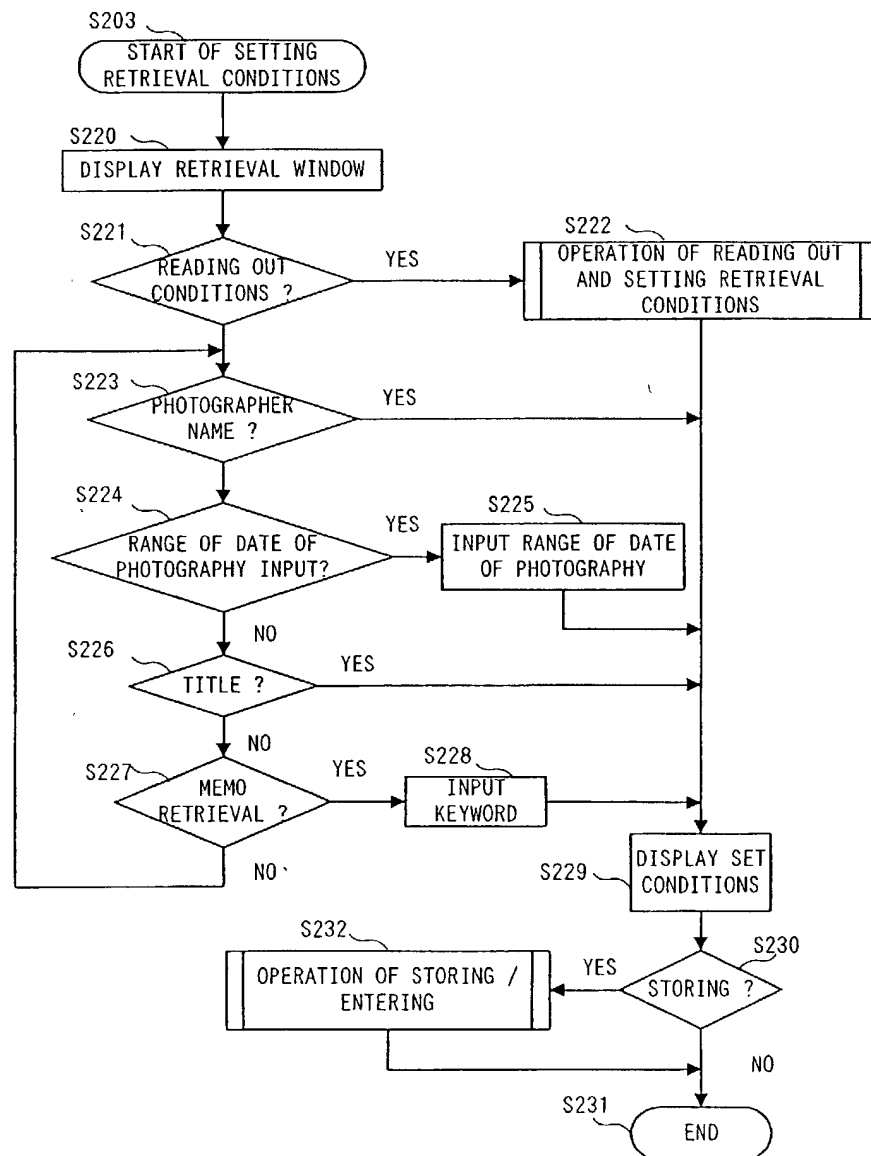 S203
START OF SETTING
RETRIEVAL CONDITIONS
S220
DISPLAY RETRIEVAL WINDOW
S221
READING OUT
CONDITIONS ?
YES
S222
OPERATION OF READING OUT
AND SETTING RETRIEVAL
CONDITIONS
S223
PHOTOGRAPHER
NAME ?
YES
S224
RANGE OF DATE OF
PHOTOGRAPHY INPUT?
YES
S225
INPUT RANGE OF DATE
OF PHOTOGRAPHY
NO
S226
TITLE ?
YES
NO
S227
MEMO
RETRIEVAL ?
YES
S228
INPUT
KEYWORD
NO
S229
DISPLAY SET
CONDITIONS
S230
STORING ?
YES
S232
OPERATION OF STORING /
ENTERING
NO
S231
END